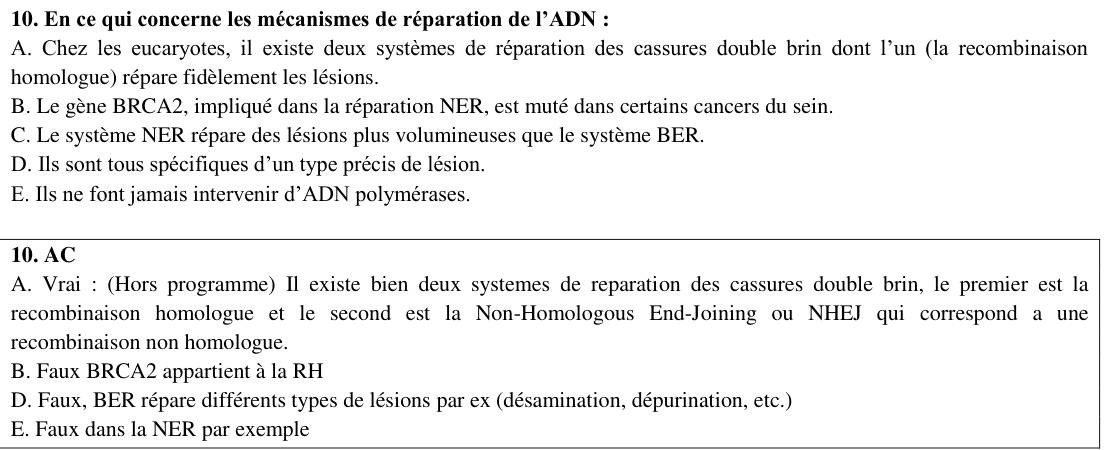 10. En ce qui concerne les mécanismes de réparation de l’ADN :
A. Chez les eucaryotes, il existe deux systèmes de réparation des cassures double brin dont l’un (la recombinaison
homologue) répare fidèlement les lésions.
B. Le gène BRCA2, impliqué dans la réparation NER, est muté dans certains cancers du sein.
C. Le système NER répare des lésions plus volumineuses que le système BER.
D. Ils sont tous spécifiques d’un type précis de lésion.
E. Ils ne font jamais intervenir d’ADN polymérases.
10. AC
A. Vrai : (Hors programme) Il existe bien deux systemes de reparation des cassures double brin, le premier est la
recombinaison homologue et le second est la Non-Homologous End-Joining ou NHEJ qui correspond a une
recombinaison non homologue.
B. Faux BRCA2 appartient à la RH
D. Faux, BER répare différents types de lésions par ex (désamination, dépurination, etc.)
E. Faux dans la NER par exemple